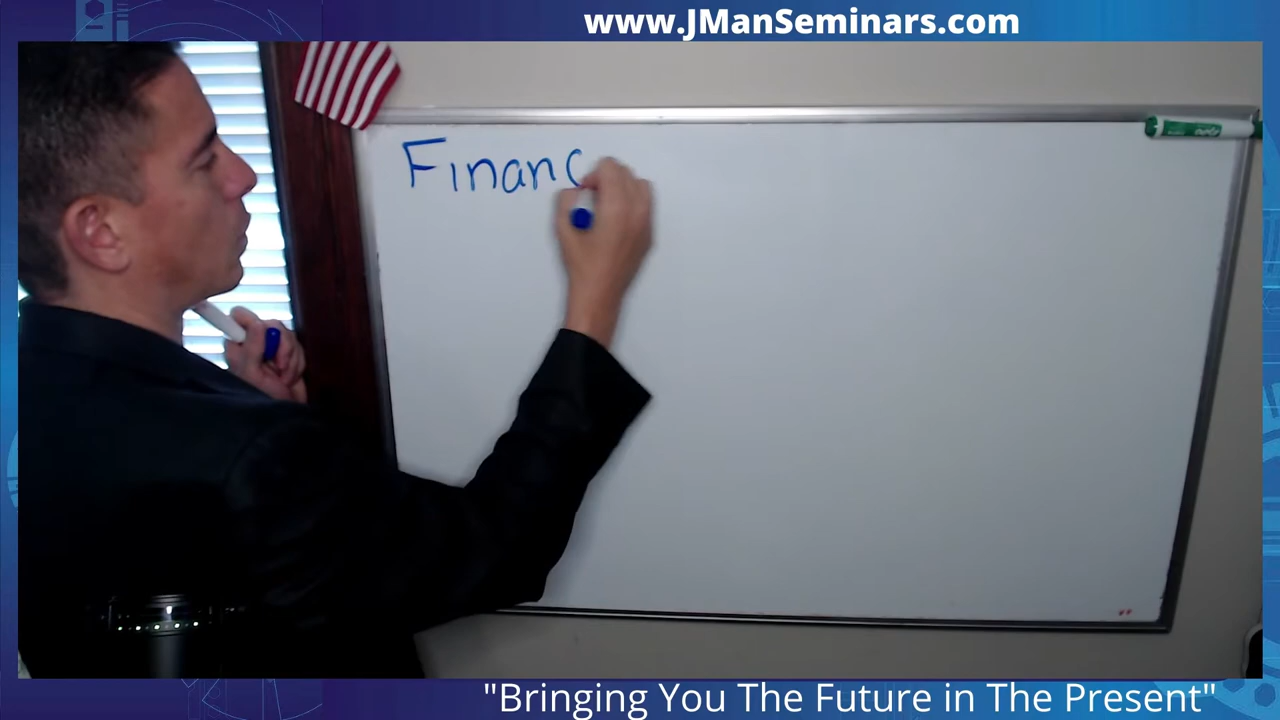 www.JManSeminars.com
Financ
"Bringing You The Future in The Present"